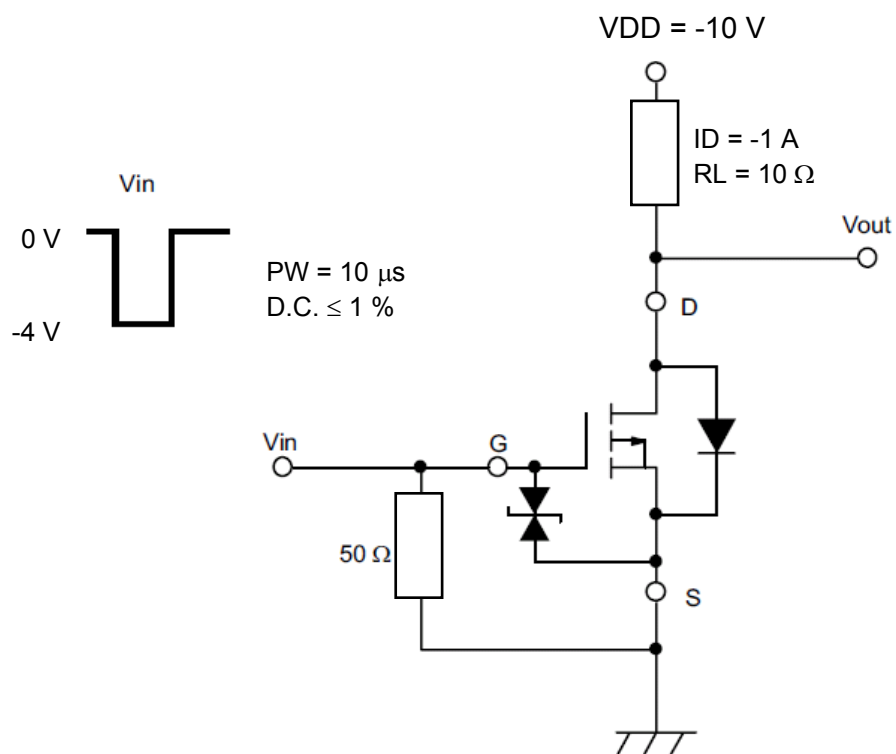 VDD = -10 V
ID = -1 A
RL = 10 Ω
Vin
Vout
0 V
PW = 10 μs
D.C. ≤ 1 %
-4 V
D
Vin
G
50 Ω
S